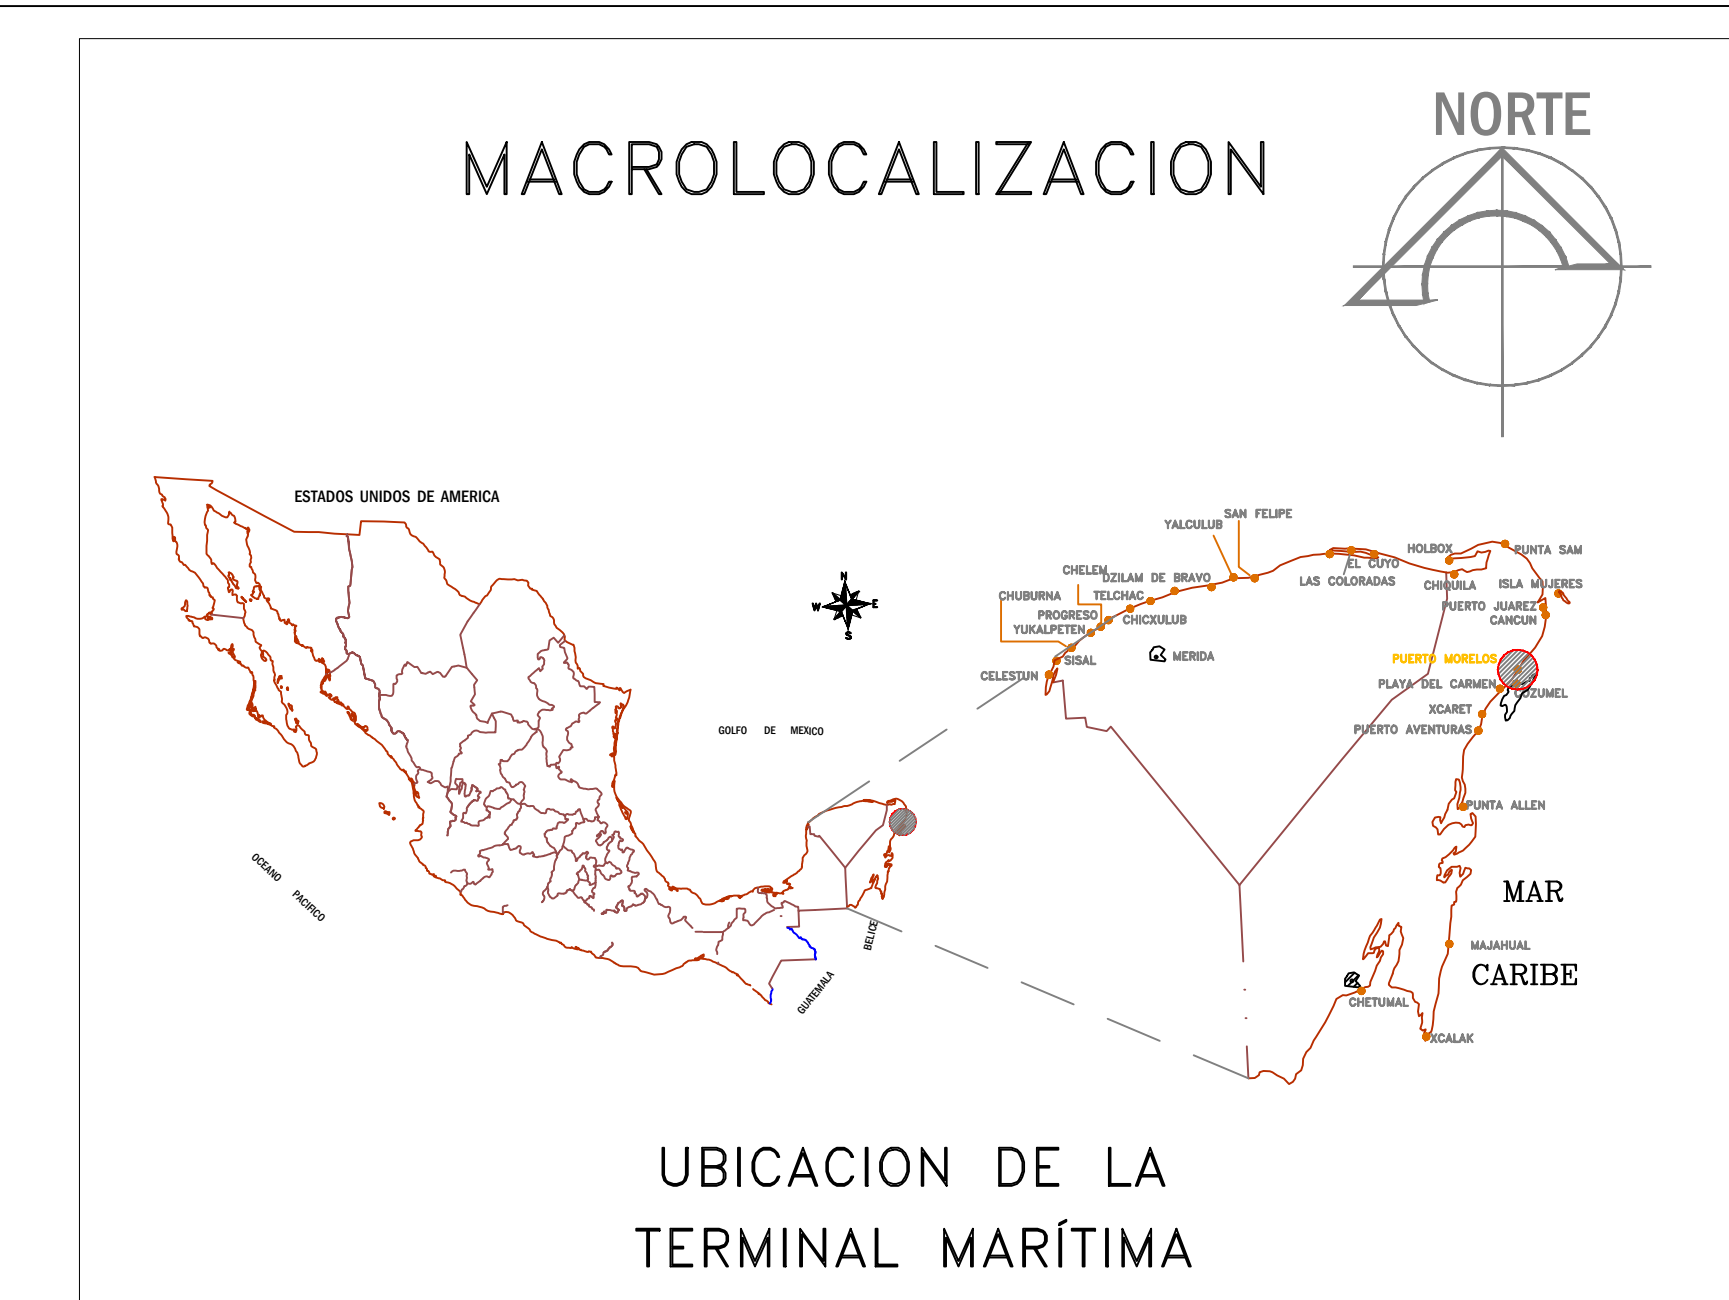 NORTE
MACROLOCALIZACION
ESTADOS UNIDOS DE AMERICA
N
W E
S
GOLFO DE MEXICO
OCEANO PACIFICO
BELICE
GUATEMALA
SAN FELIPE
YALCULUB
HOLBOX
PUNTA SAM
EL CUYO
CHELEM
DZILAM DE BRAVO
LAS COLORADAS
CHIQUILA
ISLA MUJERES
CHUBURNA
TELCHAC
PUERTO JUAREZ
PROGRESO
CHICXULUB
CANCUN
YUKALPETEN
MERIDA
PUERTO MORELOS
SISAL
CELESTUN
PLAYA DEL CARMEN
COZUMEL
XCARET
PUERTO AVENTURAS
PUNTA ALLEN
MAR
MAJAHUAL
CARIBE
CHETUMAL
XCALAK
UBICACION DE LA
TERMINAL MARÍTIMA